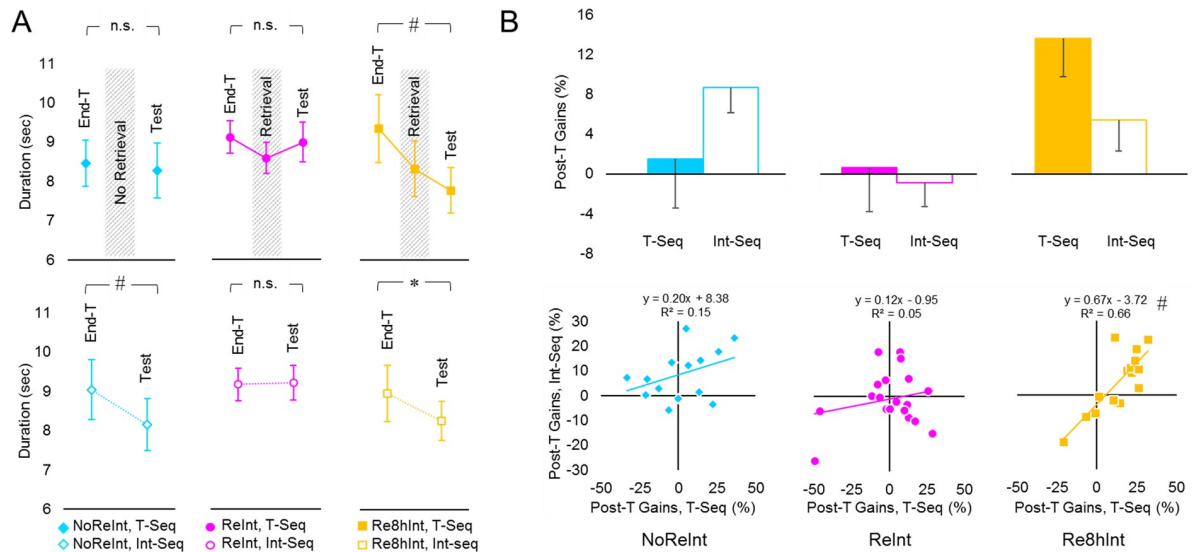 A
n.s.
n.s.
#
Duration (sec)
11
10
9
8
7
6
End-T
No Retrieval
Test
End-T
Retrieval
Test
End-T
Retrieval
Test
#
n.s.
*
Duration (sec)
11
10
9
8
7
6
End-T
Test
End-T
Test
End-T
Test
NoReInt, T-Seq
NoReInt, Int-Seq
ReInt, T-Seq
ReInt, Int-Seq
Re8hInt, T-Seq
Re8hInt, Int-seq
B
Post-T Gains (%)
16
12
8
4
0
-4
-8
T-Seq Int-Seq
T-Seq Int-Seq
T-Seq Int-Seq
y = 0.20x + 8.38
R² = 0.15
y = 0.12x - 0.95
R² = 0.05
y = 0.67x - 3.72
R² = 0.66
#
Post-T Gains, Int-Seq (%)
30
20
10
0
-10
-20
-30
-50 -25 0 25 50
Post-T Gains, T-Seq (%)
NoReInt
-50 -25 0 25 50
Post-T Gains, T-Seq (%)
ReInt
-50 -25 0 25 50
Post-T Gains, T-Seq (%)
Re8hInt